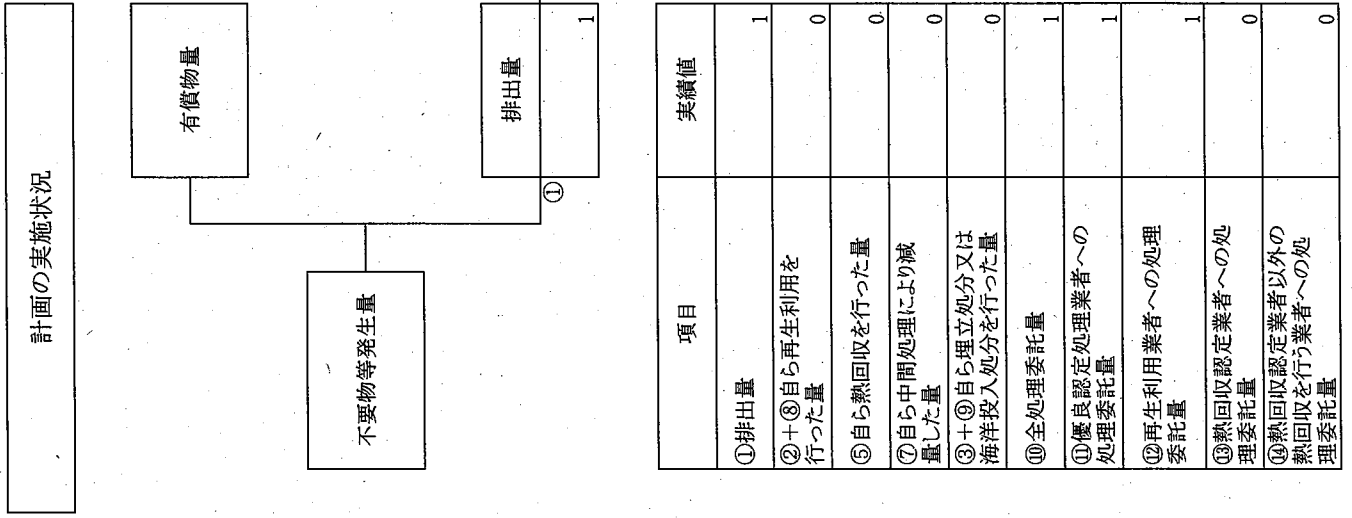 計画の実施状況
有償物量
不要物等発生量
①
排出量
1
項目
実績値
①排出量
1
②+⑧自ら再生利用を
行った量
0
⑤自ら熱回収を行った量
0
⑦自ら中間処理により減
量した量
0
③+⑨自ら埋立処分又は
海洋投入処分を行った量
0
⑩全処理委託量
1
⑪優良認定処理業者への
処理委託量
1
⑫再生利用業者への処理
委託量
1
⑬熱回収認定業者への処
理委託量
0
⑭熱回収認定業者以外の
熱回収を行う業者への処
理委託量
0